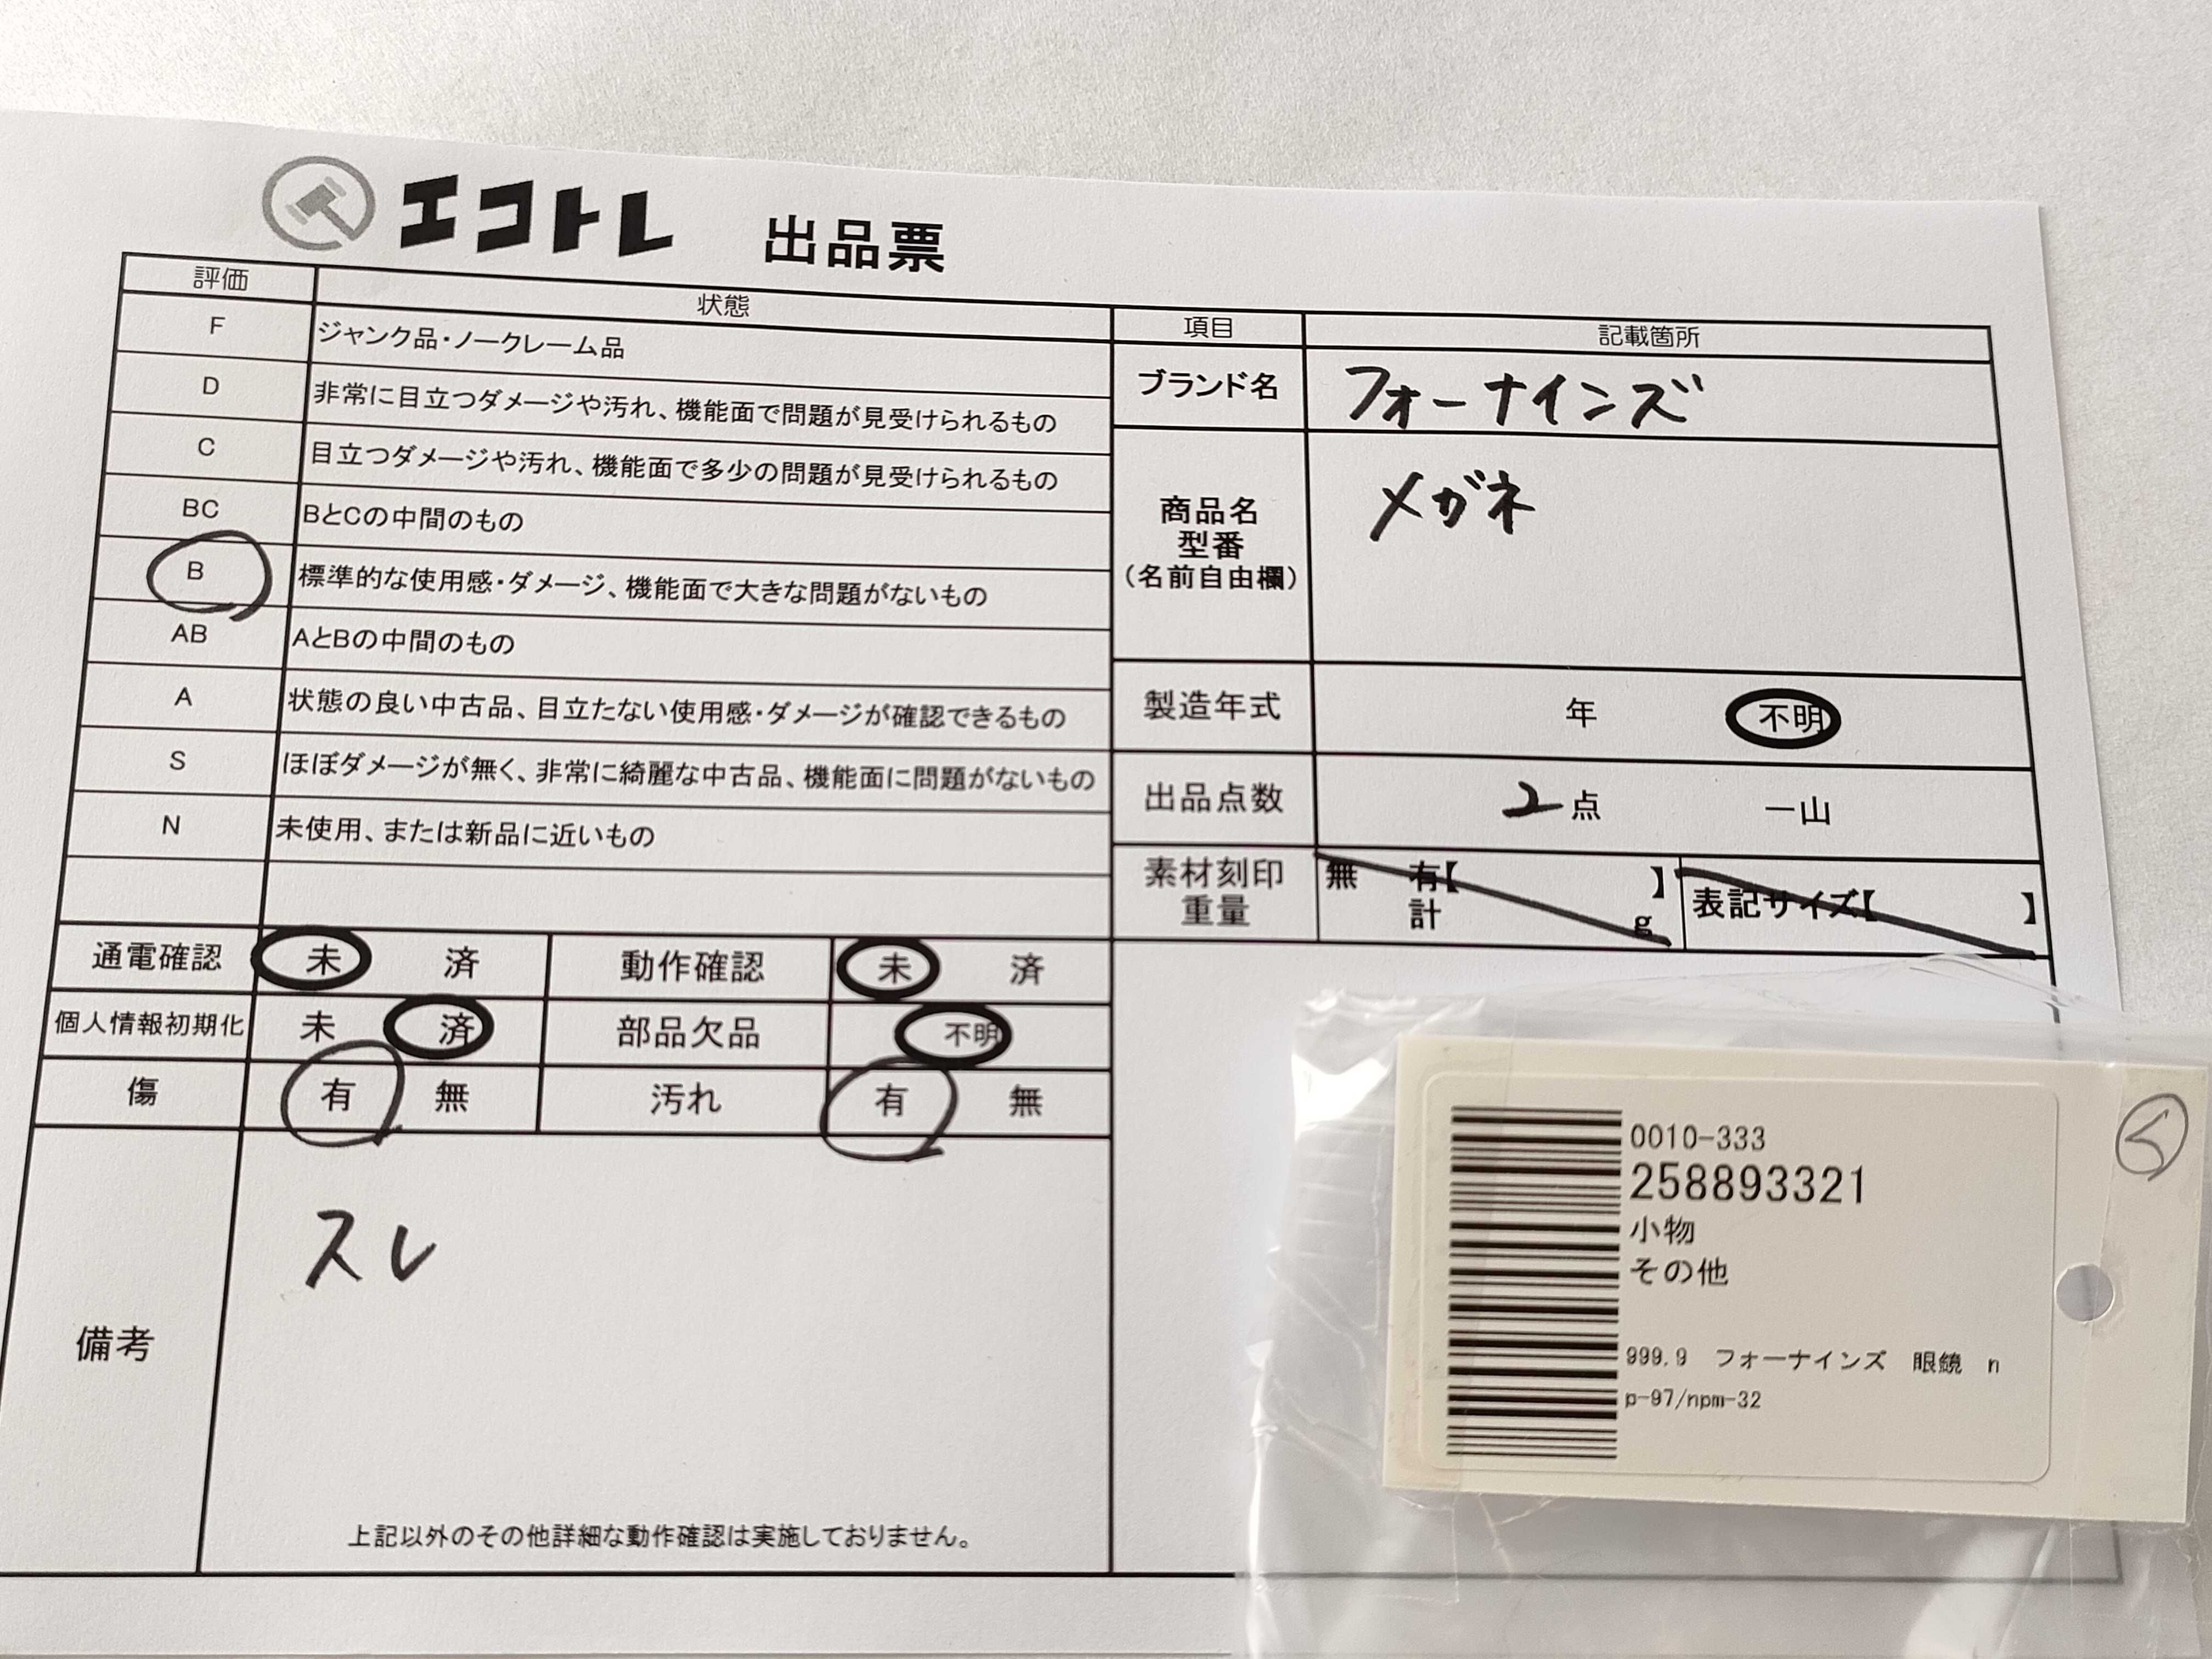 エコトレ 出品票
評価 状態
F ジャンク品・ノークレーム品
D 非常に目立つダメージや汚れ、機能面で問題が見受けられるもの
C 目立つダメージや汚れ、機能面で多少の問題が見受けられるもの
BC BとCの中間のもの
B 標準的な使用感・ダメージ、機能面で大きな問題がないもの
AB AとBの中間のもの
A 状態の良い中古品、目立たない使用感・ダメージが確認できるもの
S ほぼダメージが無く、非常に綺麗な中古品、機能面に問題がないもの
N 未使用、または新品に近いもの
通電確認 未 済 動作確認 未 済
個人情報初期化 未 済 部品欠品 不明
傷 有 無 汚れ 有 無
備考
スレ
上記以外のその他詳細な動作確認は実施しておりません。
項目 記載箇所
ブランド名 フォーナインズ
商品名
型番
(名前自由欄)
メガネ
製造年式 年 不明
出品点数 2点 一山
素材刻印
重量
無 有【 】
計 g
表記サイズ【 】
0010-333
258893321
小物
その他
999.9 フォーナインズ 眼鏡 n
p-97/npm-32